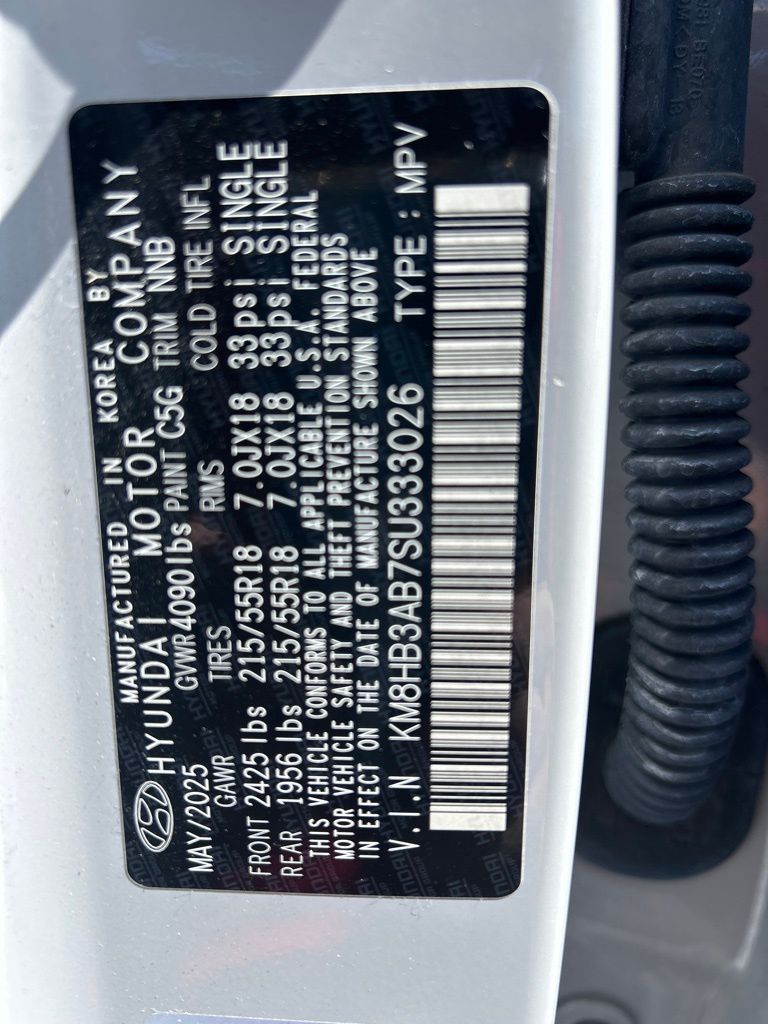 MANUFACTURED IN KOREA BY
HYUNDAI MOTOR COMPANY
MAY/2025 GVWR 4090lbs PAINT C5G TRIM NNB
GAWR TIRES RIMS COLD TIRE INFL
FRONT 2425 lbs 215/55R18 7.0JX18 33psi SINGLE
REAR 1956 lbs 215/55R18 7.0JX18 33psi SINGLE
THIS VEHICLE CONFORMS TO ALL APPLICABLE U.S.A. FEDERAL
MOTOR VEHICLE SAFETY AND THEFT PREVENTION STANDARDS
IN EFFECT ON THE DATE OF MANUFACTURE SHOWN ABOVE
V.I.N KM8HB3AB7SU333026 TYPE : MPV